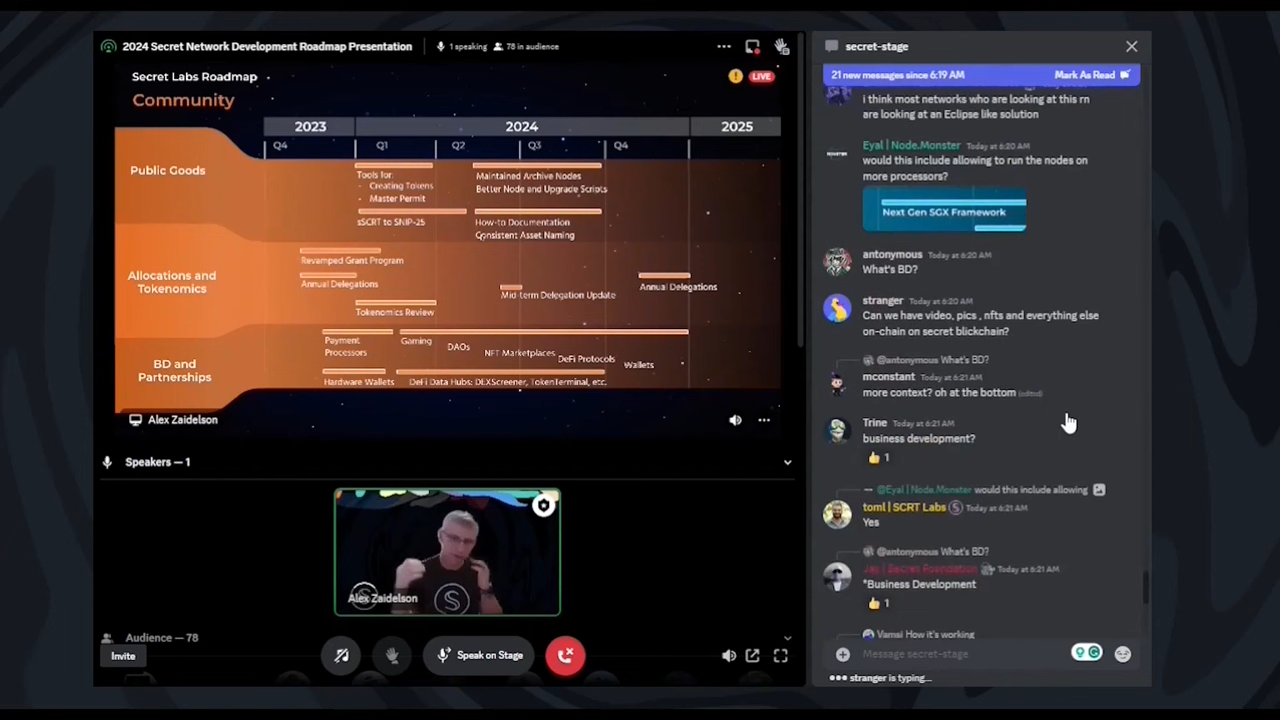 2024 Secret Network Development Roadmap Presentation
1 speaking 78 in audience
Secret Labs Roadmap
LIVE
Community
2023 2024 2025
Q4 Q1 Q2 Q3 Q4
Public Goods
Tools for:
- Creating Tokens
- Master Permit
Maintained Archive Nodes
Better Node and Upgrade Scripts
sSCRT to SNIP-25
How-to Documentation
Consistent Asset Naming
Allocations and
Tokenomics
Revamped Grant Program
Annual Delegations
Mid-term Delegation Update
Annual Delegations
Tokenomics Review
BD and
Partnerships
Payment
Processors
Gaming
DAOs
NFT Marketplaces
DeFi Protocols
Wallets
Hardware Wallets
DeFi Data Hubs: DEXScreener, TokenTerminal, etc.
Alex Zaidelson
Speakers — 1
Alex Zaidelson
Audience — 78
Invite
Speak on Stage
secret-stage
21 new messages since 6:19 AM Mark As Read
i think most networks who are looking at this rn
are looking at an Eclipse like solution
Eyal | Node.Monster Today at 6:20 AM
would this include allowing to run the nodes on
more processors?
Next Gen SGX Framework
antonymous Today at 6:20 AM
What's BD?
stranger Today at 6:20 AM
Can we have video, pics , nfts and everything else
on-chain on secret blickchain?
@antonymous What's BD?
mconstant Today at 6:21 AM
more context? oh at the bottom (edited)
Trine Today at 6:21 AM
business development?
1
@Eyal | Node.Monster would this include allowing
toml | SCRT Labs Today at 6:21 AM
Yes
@antonymous What's BD?
Jay | Secret Foundation Today at 6:21 AM
*Business Development
1
Vamsi How it's working
Message secret-stage
stranger is typing...